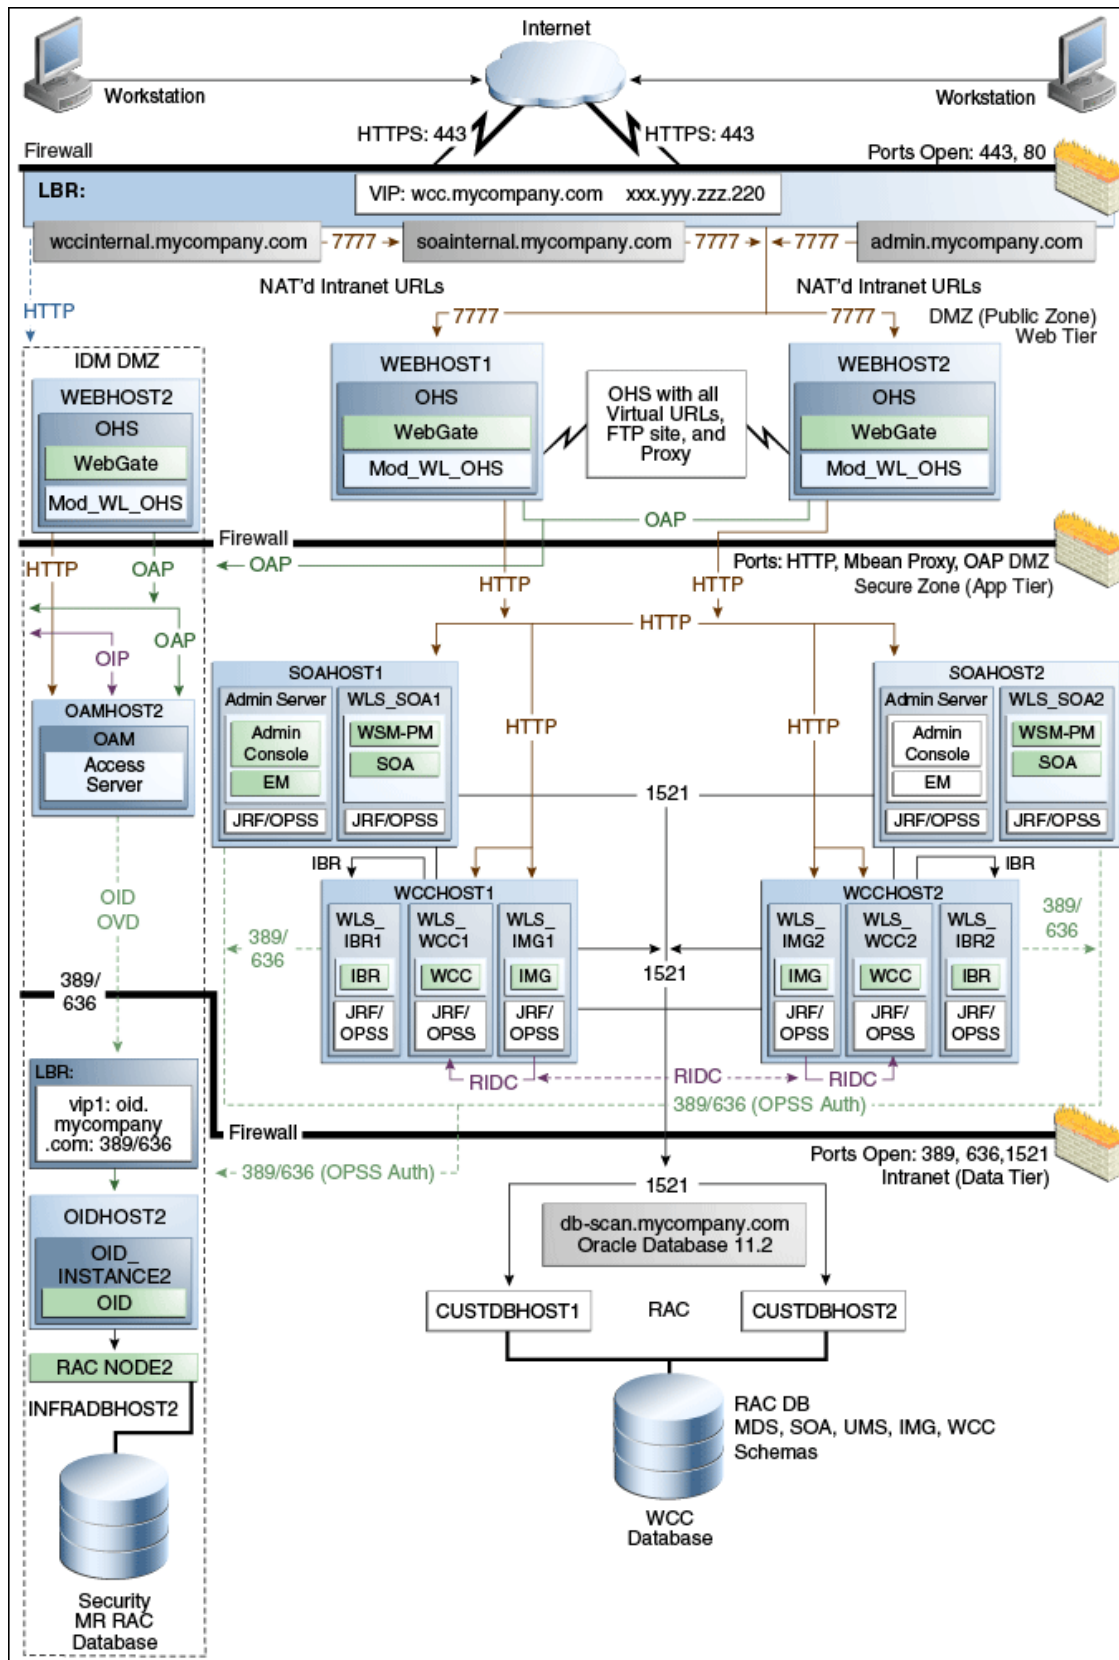 Internet
Workstation
Workstation
HTTPS: 443
HTTPS: 443
Firewall
Ports Open: 443, 80
LBR:
VIP: wcc.mycompany.com xxx.yyy.zzz.220
wccinternal.mycompany.com
7777
soainternal.mycompany.com
7777
7777
admin.mycompany.com
NAT'd Intranet URLs
NAT'd Intranet URLs
HTTP
7777
7777
DMZ (Public Zone)
Web Tier
IDM DMZ
WEBHOST2
OHS
WebGate
Mod_WL_OHS
WEBHOST1
OHS
WebGate
Mod_WL_OHS
OHS with all
Virtual URLs,
FTP site, and
Proxy
WEBHOST2
OHS
WebGate
Mod_WL_OHS
OAP
Firewall
HTTP
OAP
OAP
Ports: HTTP, Mbean Proxy, OAP DMZ
Secure Zone (App Tier)
HTTP
HTTP
OAP
OIP
HTTP
OAMHOST2
OAM
Access
Server
SOAHOST1
Admin Server
Admin
Console
EM
JRF/OPSS
WLS_SOA1
WSM-PM
SOA
JRF/OPSS
HTTP
HTTP
1521
SOAHOST2
Admin Server
Admin
Console
EM
JRF/OPSS
WLS_SOA2
WSM-PM
SOA
JRF/OPSS
IBR
IBR
OID
OVD
389/
636
WCCHOST1
WLS_
IBR1
IBR
JRF/
OPSS
WLS_
WCC1
WCC
JRF/
OPSS
WLS_
IMG1
IMG
JRF/
OPSS
1521
WCCHOST2
WLS_
IMG2
IMG
JRF/
OPSS
WLS_
WCC2
WCC
JRF/
OPSS
WLS_
IBR2
IBR
JRF/
OPSS
389/
636
389/
636
RIDC
RIDC
RIDC
389/636 (OPSS Auth)
LBR:
vip1: oid.
mycompany
.com: 389/636
Firewall
389/636 (OPSS Auth)
Ports Open: 389, 636,1521
Intranet (Data Tier)
1521
db-scan.mycompany.com
Oracle Database 11.2
OIDHOST2
OID_
INSTANCE2
OID
CUSTDBHOST1
RAC
CUSTDBHOST2
RAC NODE2
INFRADBHOST2
RAC DB
MDS, SOA, UMS, IMG, WCC
Schemas
WCC
Database
Security
MR RAC
Database